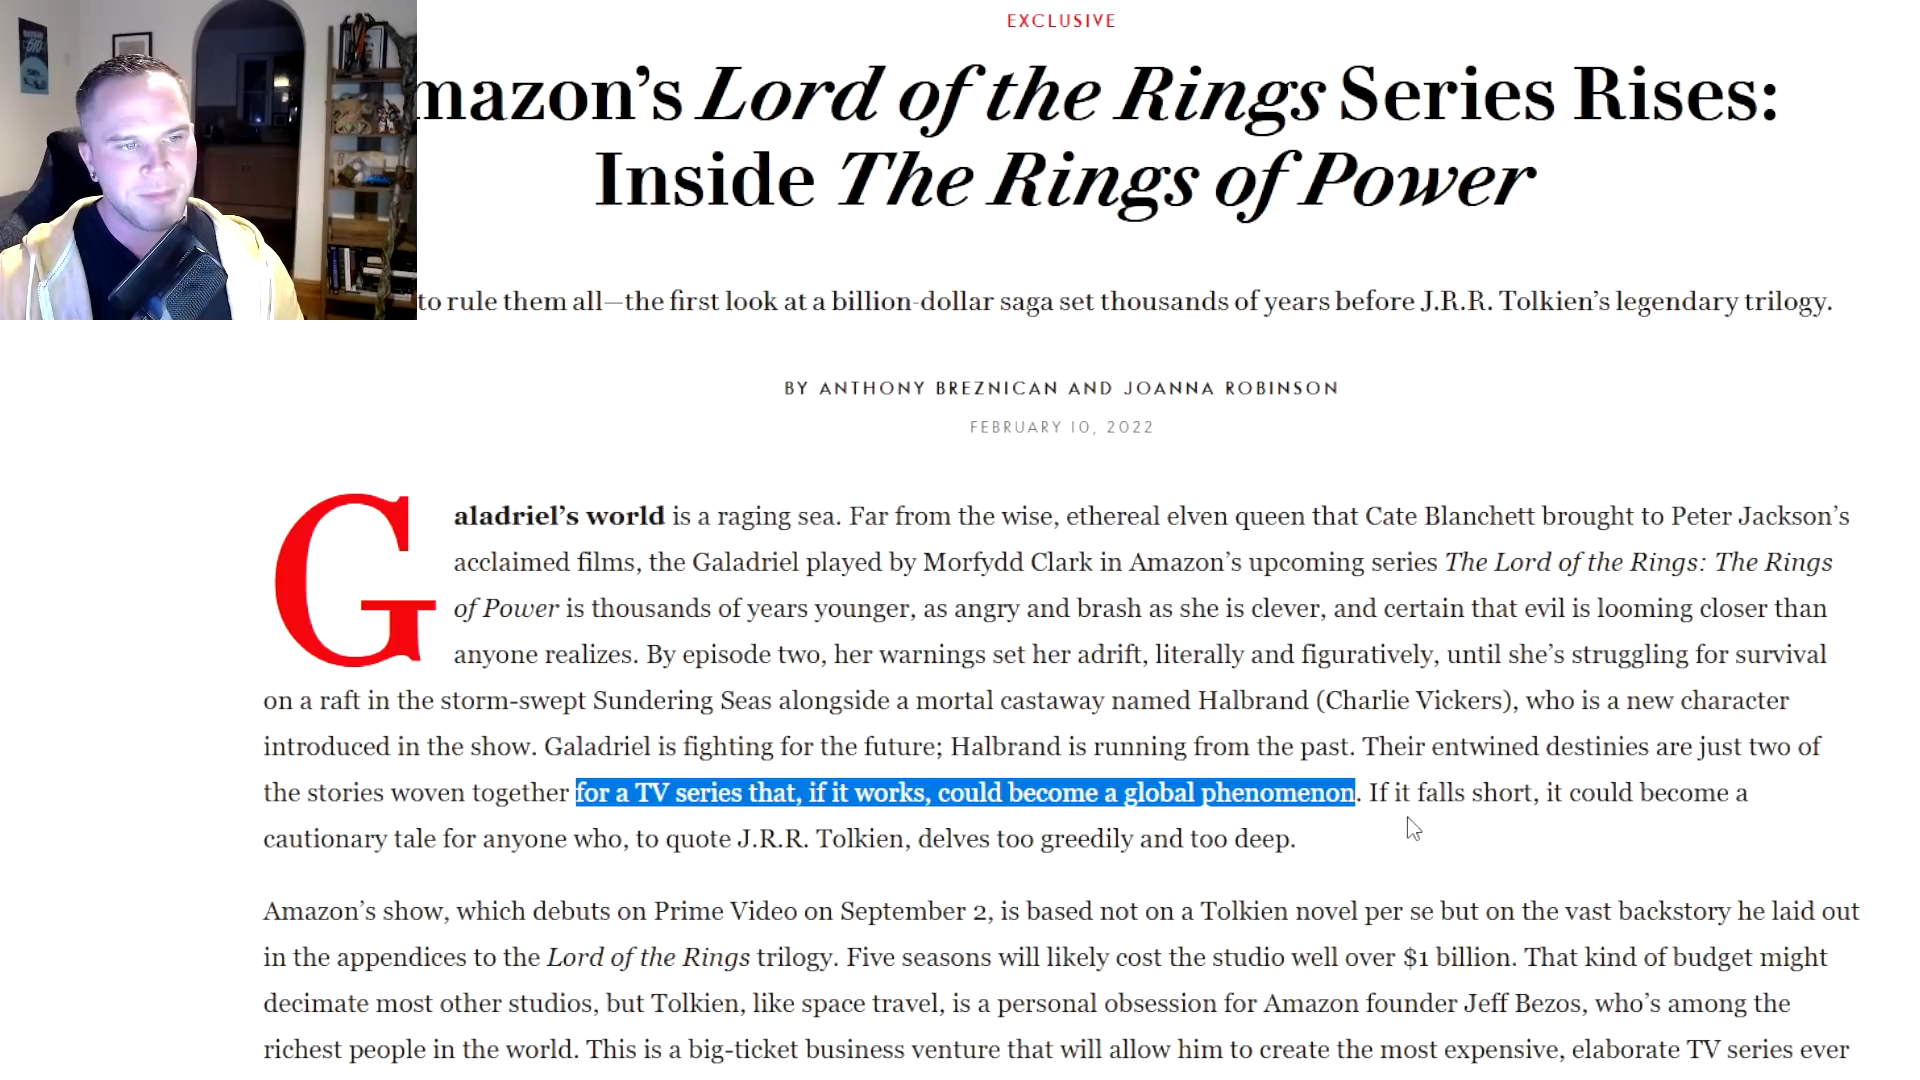 EXCLUSIVE
mazon’s Lord of the Rings Series Rises:
Inside The Rings of Power
to rule them all—the first look at a billion-dollar saga set thousands of years before J.R.R. Tolkien’s legendary trilogy.
BY ANTHONY BREZNICAN AND JOANNA ROBINSON
FEBRUARY 10, 2022
Galadriel’s world is a raging sea. Far from the wise, ethereal elven queen that Cate Blanchett brought to Peter Jackson’s
acclaimed films, the Galadriel played by Morfydd Clark in Amazon’s upcoming series The Lord of the Rings: The Rings
of Power is thousands of years younger, as angry and brash as she is clever, and certain that evil is looming closer than
anyone realizes. By episode two, her warnings set her adrift, literally and figuratively, until she’s struggling for survival
on a raft in the storm-swept Sundering Seas alongside a mortal castaway named Halbrand (Charlie Vickers), who is a new character
introduced in the show. Galadriel is fighting for the future; Halbrand is running from the past. Their entwined destinies are just two of
the stories woven together for a TV series that, if it works, could become a global phenomenon. If it falls short, it could become a
cautionary tale for anyone who, to quote J.R.R. Tolkien, delves too greedily and too deep.
Amazon’s show, which debuts on Prime Video on September 2, is based not on a Tolkien novel per se but on the vast backstory he laid out
in the appendices to the Lord of the Rings trilogy. Five seasons will likely cost the studio well over $1 billion. That kind of budget might
decimate most other studios, but Tolkien, like space travel, is a personal obsession for Amazon founder Jeff Bezos, who’s among the
richest people in the world. This is a big-ticket business venture that will allow him to create the most expensive, elaborate TV series ever